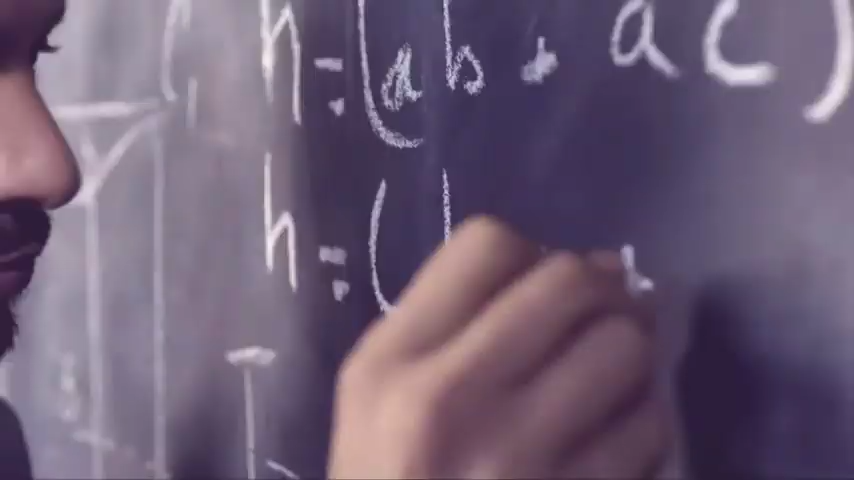 h = (ab . ac)
h = (